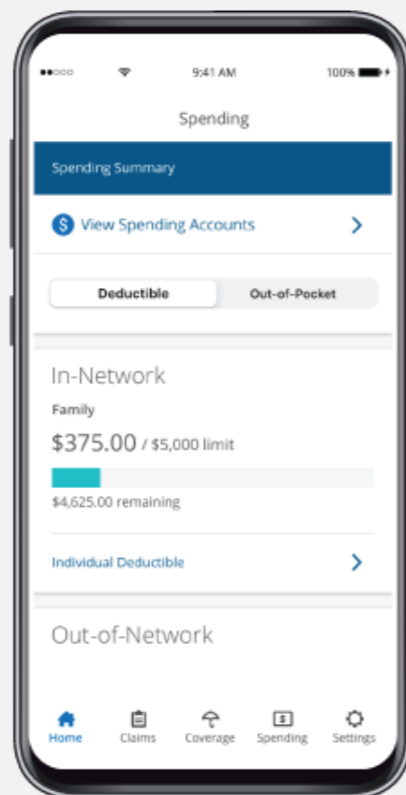 9:41 AM
100%
Spending
Spending Summary
$ View Spending Accounts
Deductible
Out-of-Pocket
In-Network
Family
$375.00 / $5,000 limit
$4,625.00 remaining
Individual Deductible
Out-of-Network
$
Home
Claims
Coverage
Spending
Settings